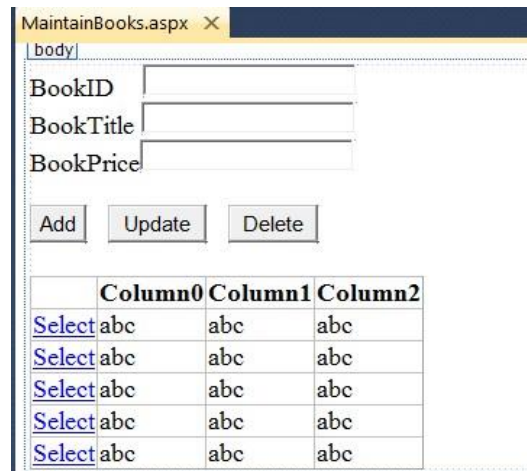 MaintainBooks.aspx ×
body
BookID
BookTitle
BookPrice
Add Update Delete
Column0 Column1 Column2
Select abc abc abc
Select abc abc abc
Select abc abc abc
Select abc abc abc
Select abc abc abc